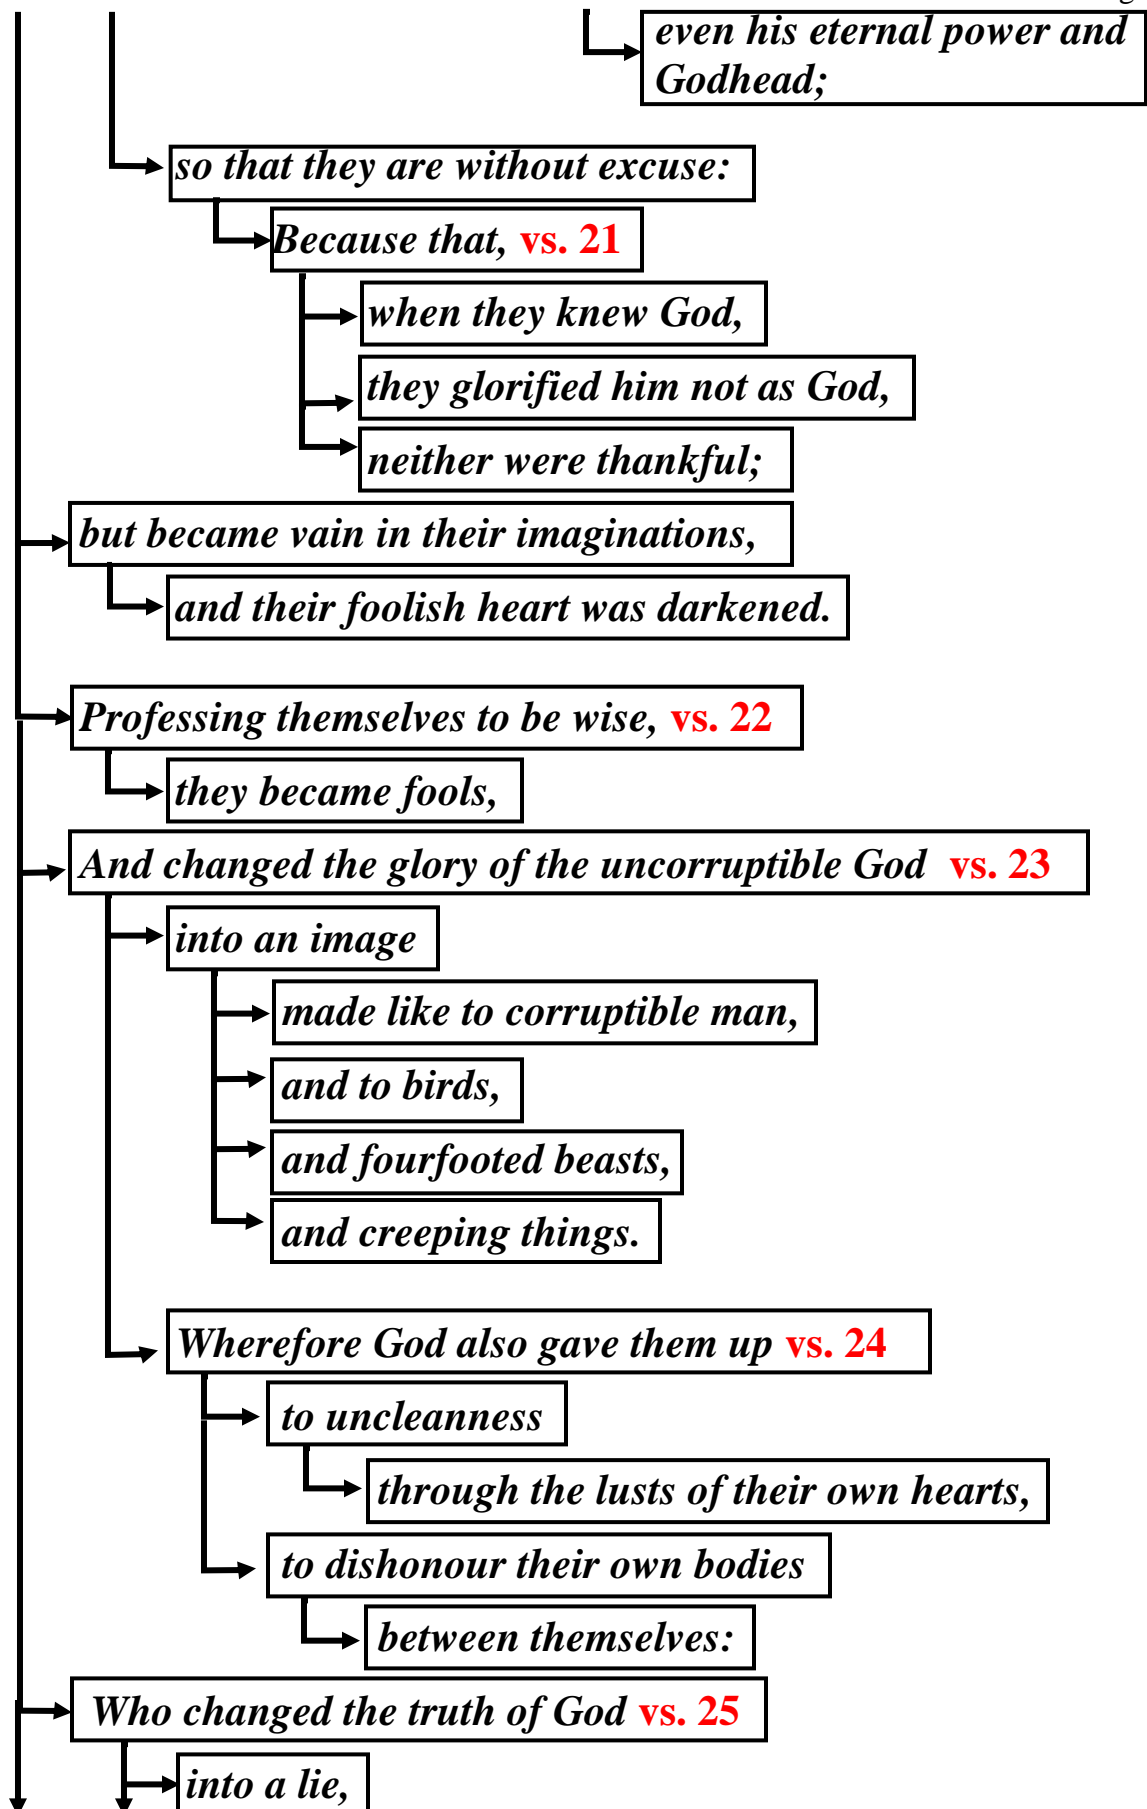 even his eternal power and
Godhead;
so that they are without excuse:
Because that, vs. 21
when they knew God,
they glorified him not as God,
neither were thankful;
but became vain in their imaginations,
and their foolish heart was darkened.
Professing themselves to be wise, vs. 22
they became fools,
And changed the glory of the uncorruptible God vs. 23
into an image
made like to corruptible man,
and to birds,
and fourfooted beasts,
and creeping things.
Wherefore God also gave them up vs. 24
to uncleanness
through the lusts of their own hearts,
to dishonour their own bodies
between themselves:
Who changed the truth of God vs. 25
into a lie,